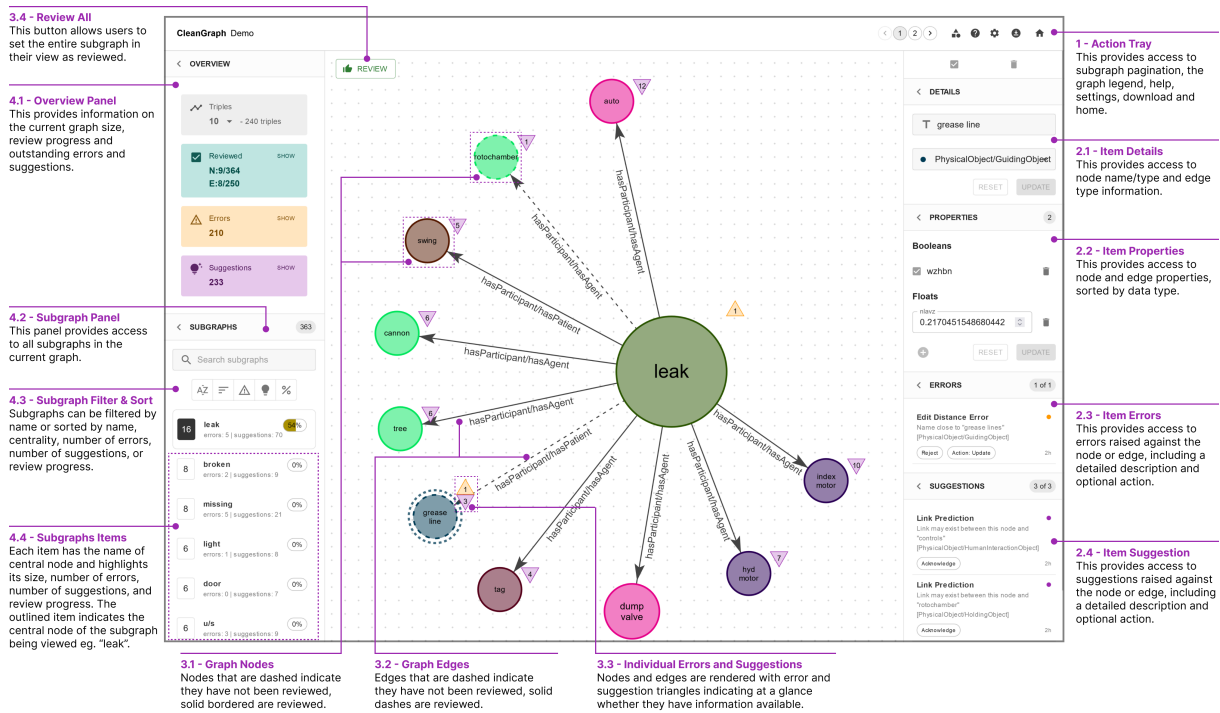 3.4 - Review All
This button allows users to
set the entire subgraph in
their view as reviewed.
4.1 - Overview Panel
This provides information on
the current graph size,
review progress and
outstanding errors and
suggestions.
4.2 - Subgraph Panel
This panel provides access
to all subgraphs in the
current graph.
4.3 - Subgraph Filter & Sort
Subgraphs can be filtered by
name or sorted by name,
centrality, number of errors,
number of suggestions, or
review progress.
4.4 - Subgraphs Items
Each item has the name of
central node and highlights
its size, number of errors,
number of suggestions, and
review progress. The
outlined item indicates the
central node of the subgraph
being viewed eg. "leak".
CleanGraph Demo
1 2
OVERVIEW
Triples
10 - 240 triples
Reviewed SHOW
N:9/364
E:8/250
Errors SHOW
210
Suggestions SHOW
233
SUBGRAPHS 363
Search subgraphs
AZ %
16 leak 54%
errors: 5 | suggestions: 70
8 broken 0%
errors: 2 | suggestions: 9
8 missing 0%
errors: 5 | suggestions: 21
6 light 0%
errors: 1 | suggestions: 8
6 door 0%
errors: 0 | suggestions: 7
6 u/s 0%
errors: 3 | suggestions: 9
REVIEW
auto
12
rotochamber
1
swing
5
cannon
6
tree
6
grease
line
1
3
tag
4
dump
valve
hyd
motor
7
index
motor
10
leak
1
hasParticipant/hasAgent
hasParticipant/hasAgent
hasParticipant/hasPatient
hasParticipant/hasAgent
hasParticipant/hasAgent
hasParticipant/hasPatient
hasParticipant/hasAgent
hasParticipant/hasAgent
hasParticipant/hasAgent
hasParticipant/hasAgent
DETAILS
grease line
PhysicalObject/GuidingObject
RESET UPDATE
PROPERTIES 2
Booleans
wzhbn
Floats
nlavz
0.2170451548680442
RESET UPDATE
ERRORS 1 of 1
Edit Distance Error
Name close to "grease lines"
[PhysicalObject/GuidingObject]
Reject Action: Update 2h
SUGGESTIONS 3 of 3
Link Prediction
Link may exist between this node and
"controls"
[PhysicalObject/HumanInteractionObject]
Acknowledge 2h
Link Prediction
Link may exist between this node and
"rotochamber"
[PhysicalObject/HoldingObject]
Acknowledge 2h
1 - Action Tray
This provides access to
subgraph pagination, the
graph legend, help,
settings, download and
home.
2.1 - Item Details
This provides access to
node name/type and edge
type information.
2.2 - Item Properties
This provides access to
node and edge properties,
sorted by data type.
2.3 - Item Errors
This provides access to
errors raised against the
node or edge, including a
detailed description and
optional action.
2.4 - Item Suggestion
This provides access to
suggestions raised against
the node or edge, including
a detailed description and
optional action.
3.1 - Graph Nodes
Nodes that are dashed indicate
they have not been reviewed,
solid bordered are reviewed.
3.2 - Graph Edges
Edges that are dashed indicate
they have not been reviewed, solid
dashes are reviewed.
3.3 - Individual Errors and Suggestions
Nodes and edges are rendered with error and
suggestion triangles indicating at a glance
whether they have information available.